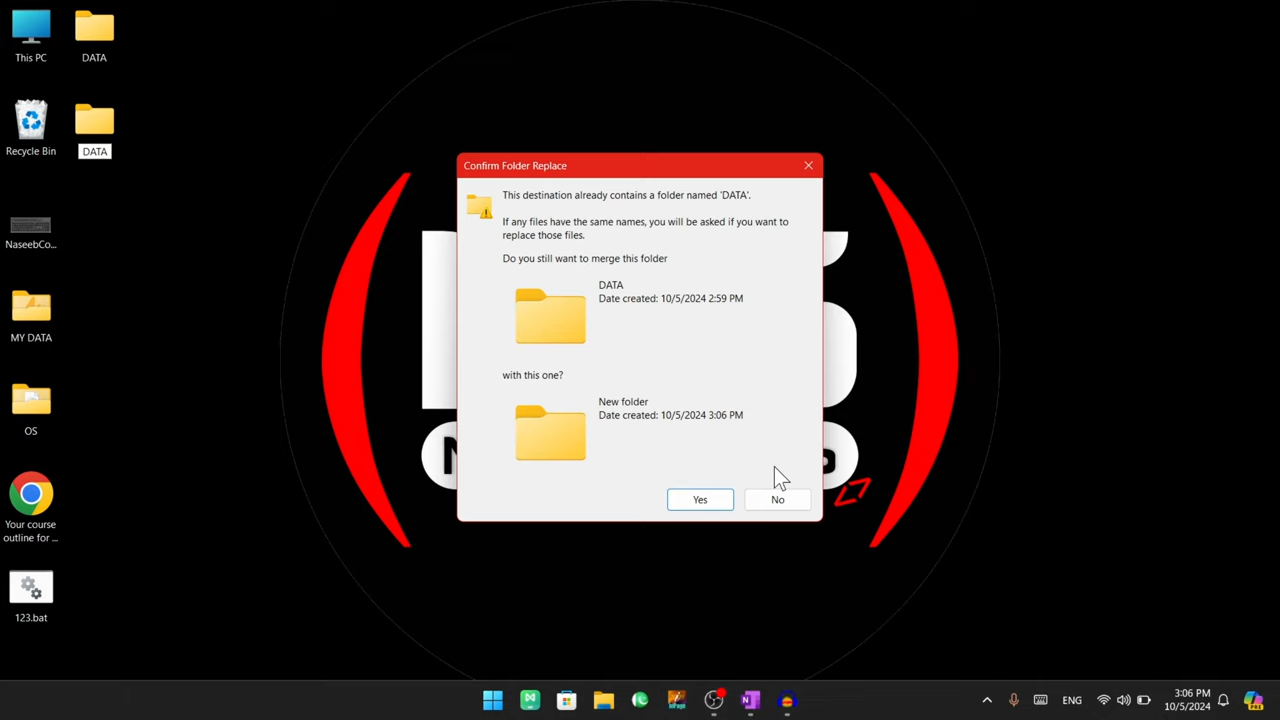 This PC
DATA
Recycle Bin
DATA
NaseebCo...
MY DATA
OS
Your course
outline for ...
123.bat
Confirm Folder Replace
This destination already contains a folder named 'DATA'.
If any files have the same names, you will be asked if you want to
replace those files.
Do you still want to merge this folder
DATA
Date created: 10/5/2024 2:59 PM
with this one?
New folder
Date created: 10/5/2024 3:06 PM
Yes
No
ENG
3:06 PM
10/5/2024